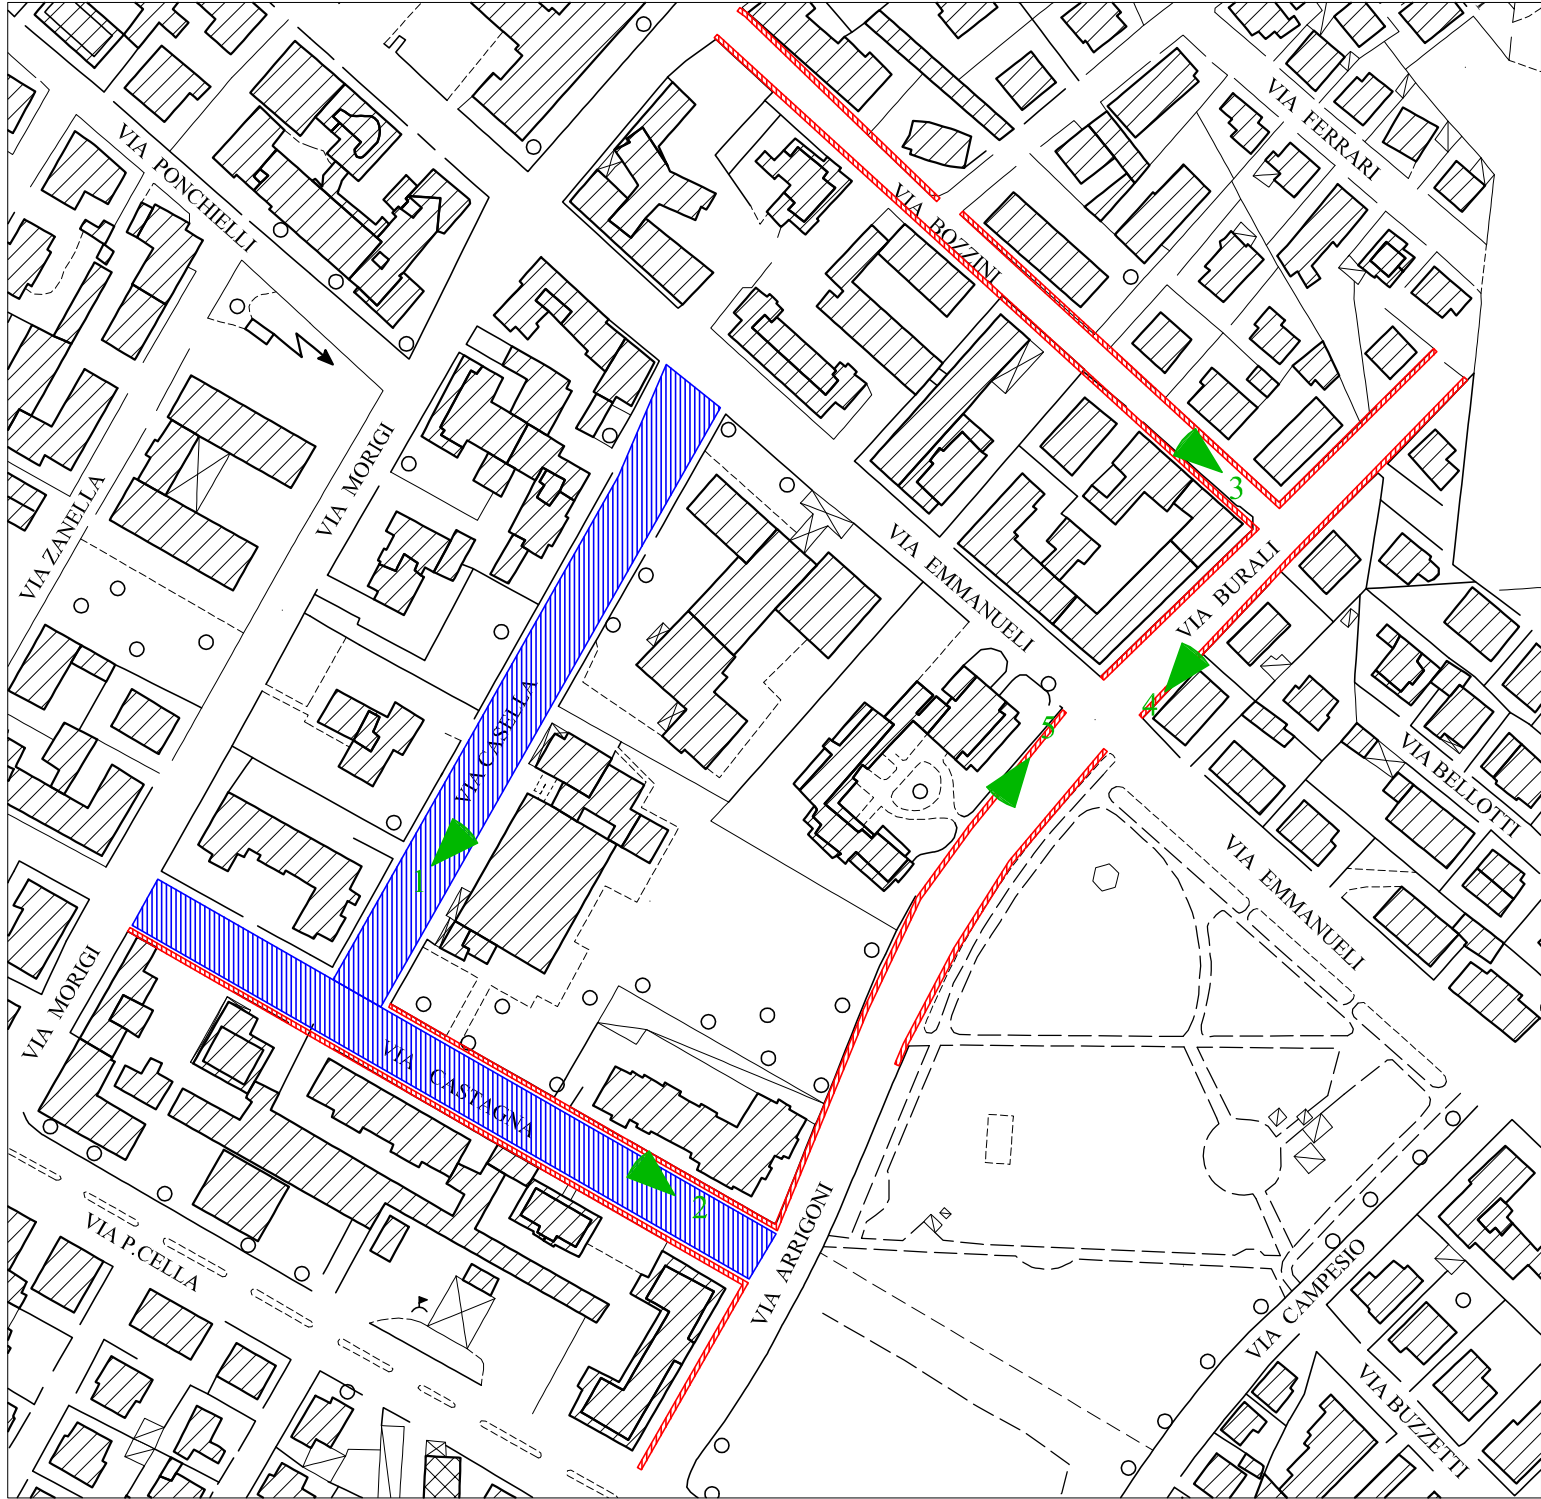 VIA FERRARI
VIA PONCHIELLI
VIA BOZZINI
VIA MORIGI
VIA ZANELLA
3
VIA EMMANUELI
VIA BURALI
VIA CASELLA
4
5
VIA BELLOTTI
1
VIA EMMANUELI
VIA MORIGI
VIA CASTAGNA
2
VIA P.CELLA
VIA ARRIGONI
VIA CAMPESIO
VIA BUZZETTI